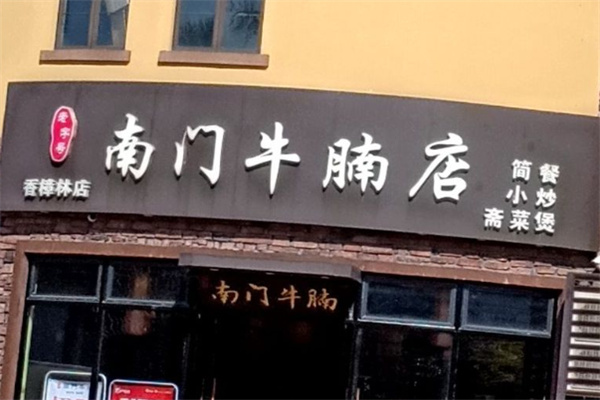 老字号
香樟林店
南门牛腩店
简餐
小炒
斋菜煲
南门牛腩